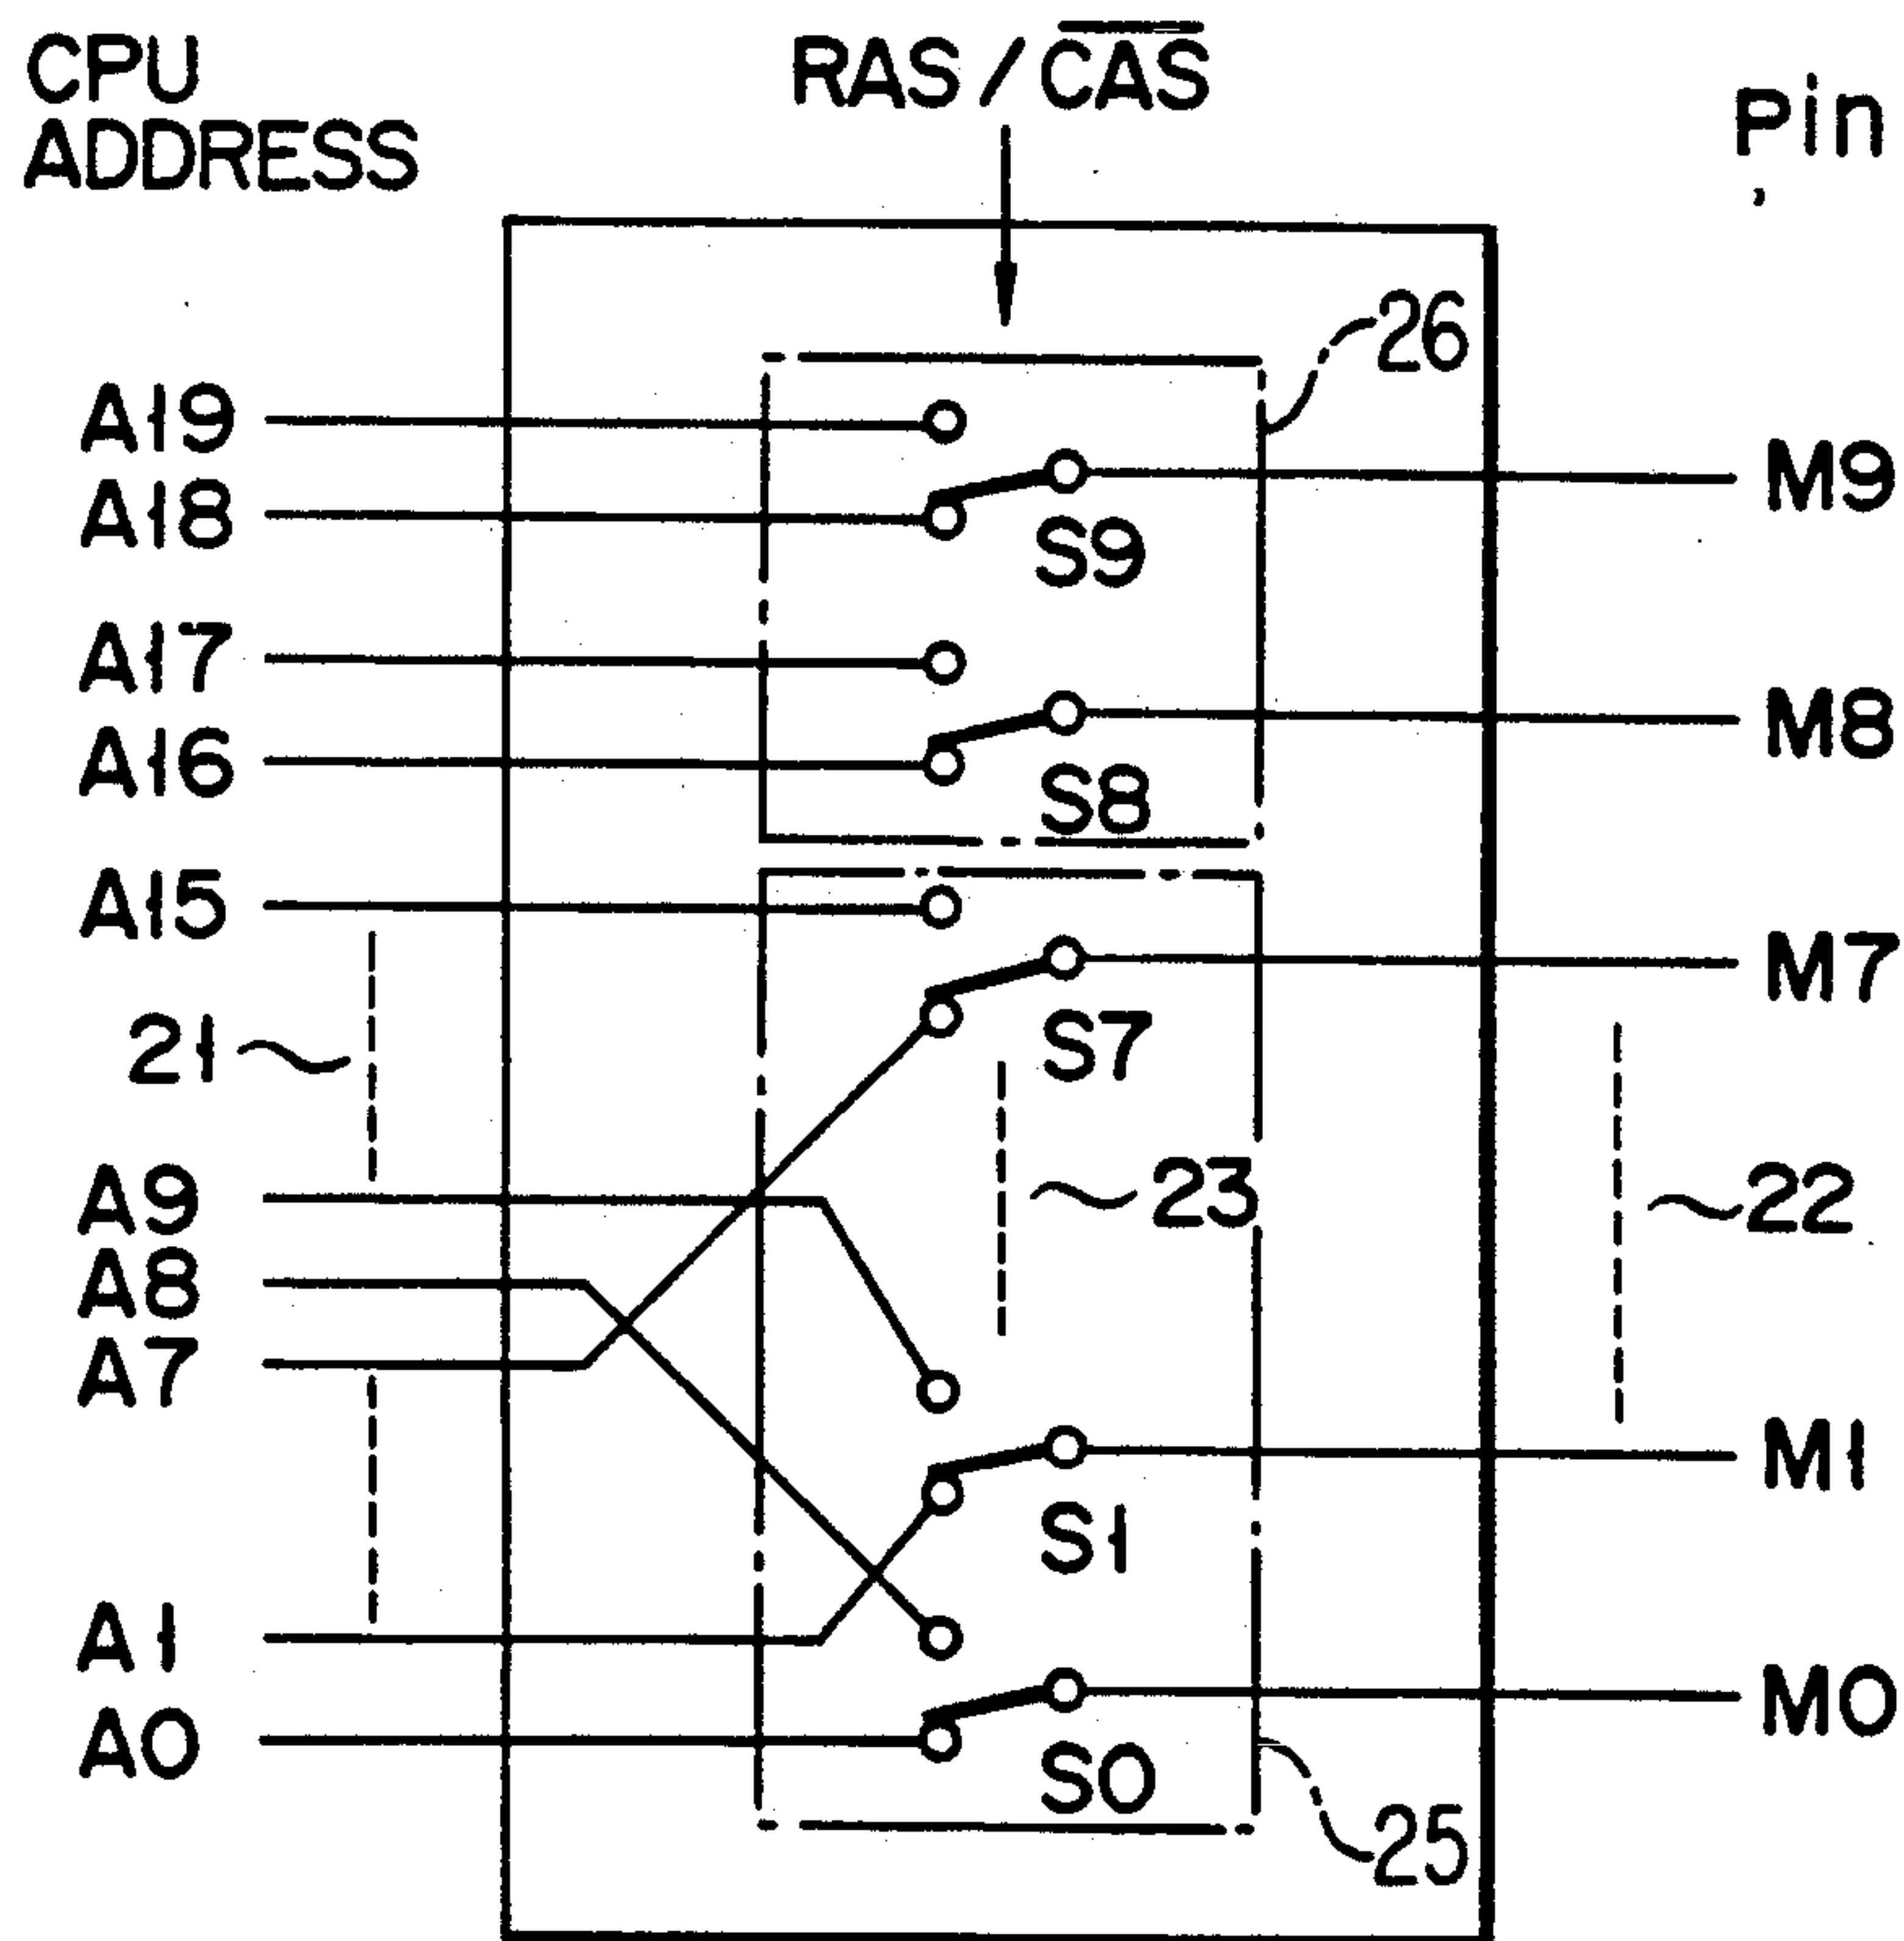 CPU
ADDRESS
RAS/C̅A̅S̅
Pin
26
A19
A18
M9
S9
A17
A16
M8
S8
A15
M7
21
S7
A9
23
22
A8
A7
M1
S1
A1
A0
M0
S0
25